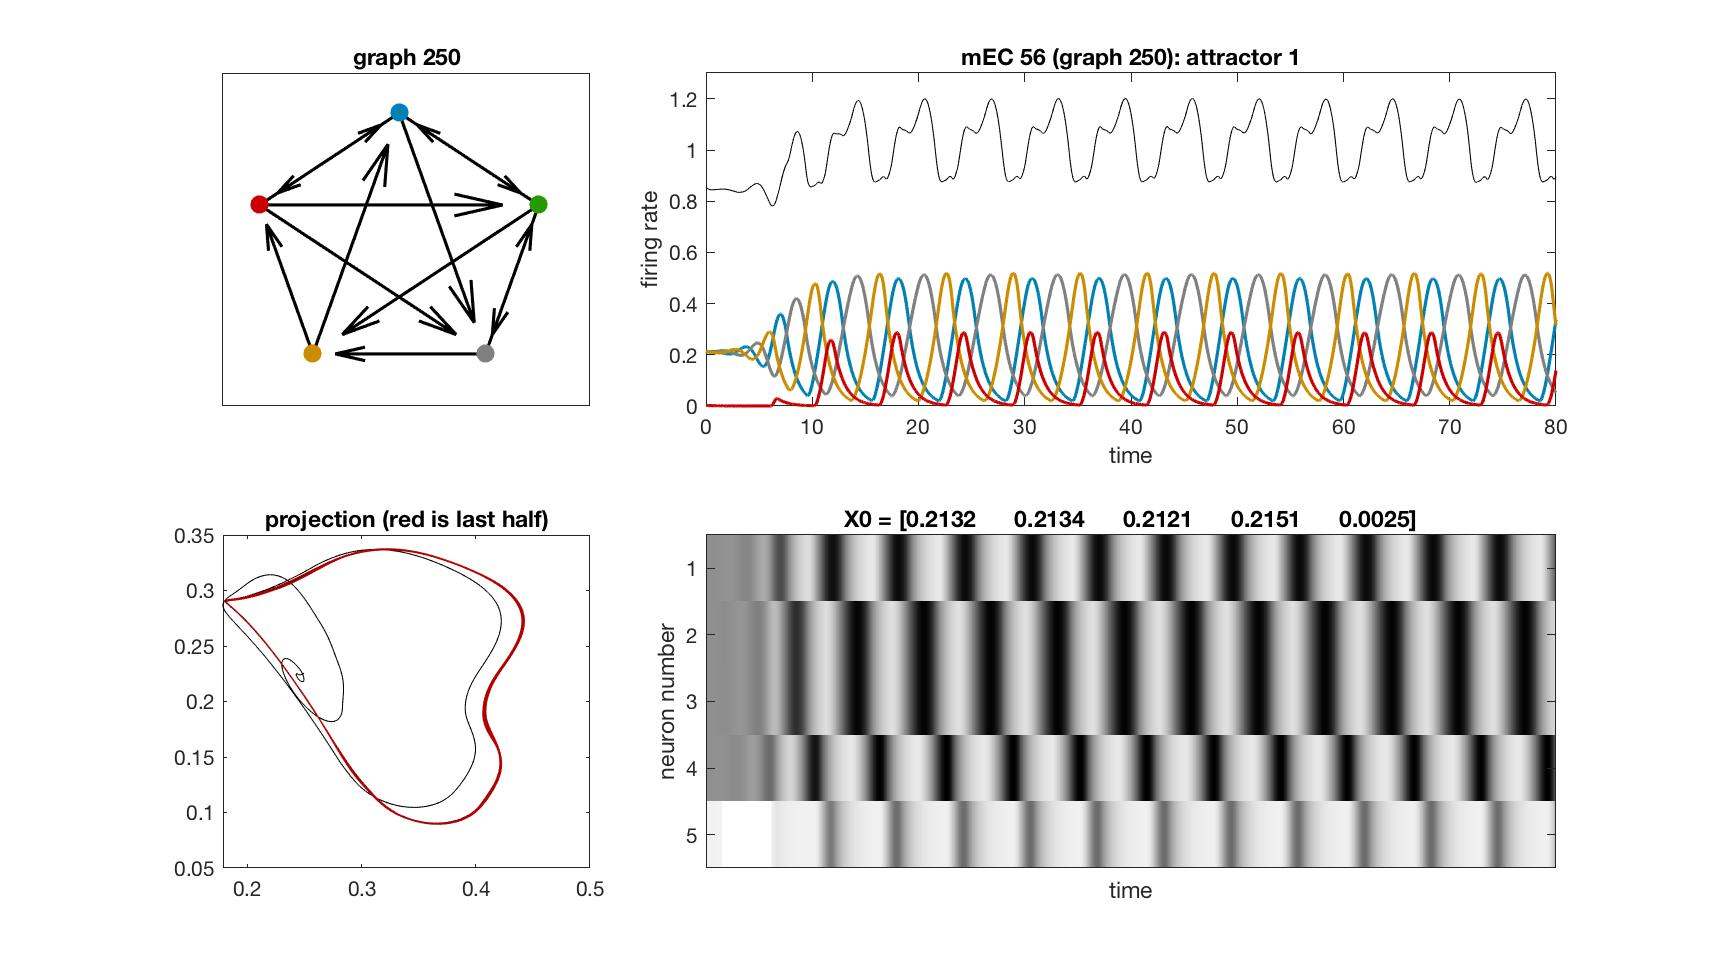 graph 250
mEC 56 (graph 250): attractor 1
firing rate
1.2
1
0.8
0.6
0.4
0.2
0
0 10 20 30 40 50 60 70 80
time
projection (red is last half)
0.35
0.3
0.25
0.2
0.15
0.1
0.05
0.2 0.3 0.4 0.5
X0 = [0.2132 0.2134 0.2121 0.2151 0.0025]
neuron number
1
2
3
4
5
time